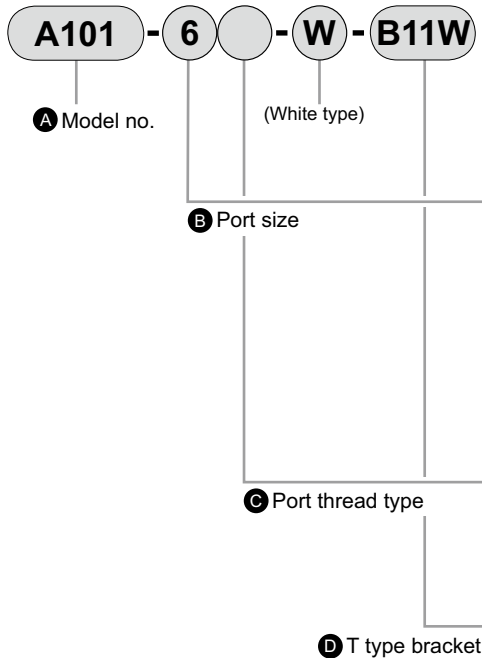 A101 - 6 - W - B11W
A Model no.
(White type)
B Port size
C Port thread type
D T type bracket